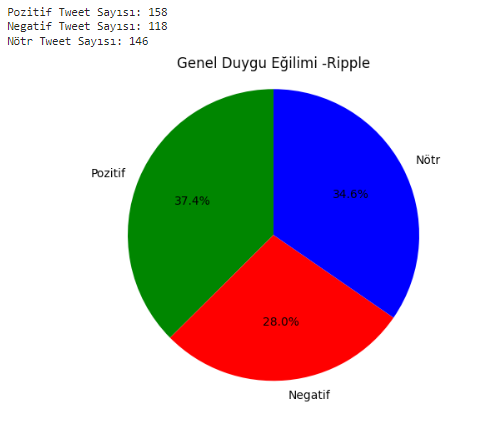 Pozitif Tweet Sayısı: 158
Negatif Tweet Sayısı: 118
Nötr Tweet Sayısı: 146
Genel Duygu Eğilimi -Ripple
Nötr
Pozitif
34.6%
37.4%
28.0%
Negatif